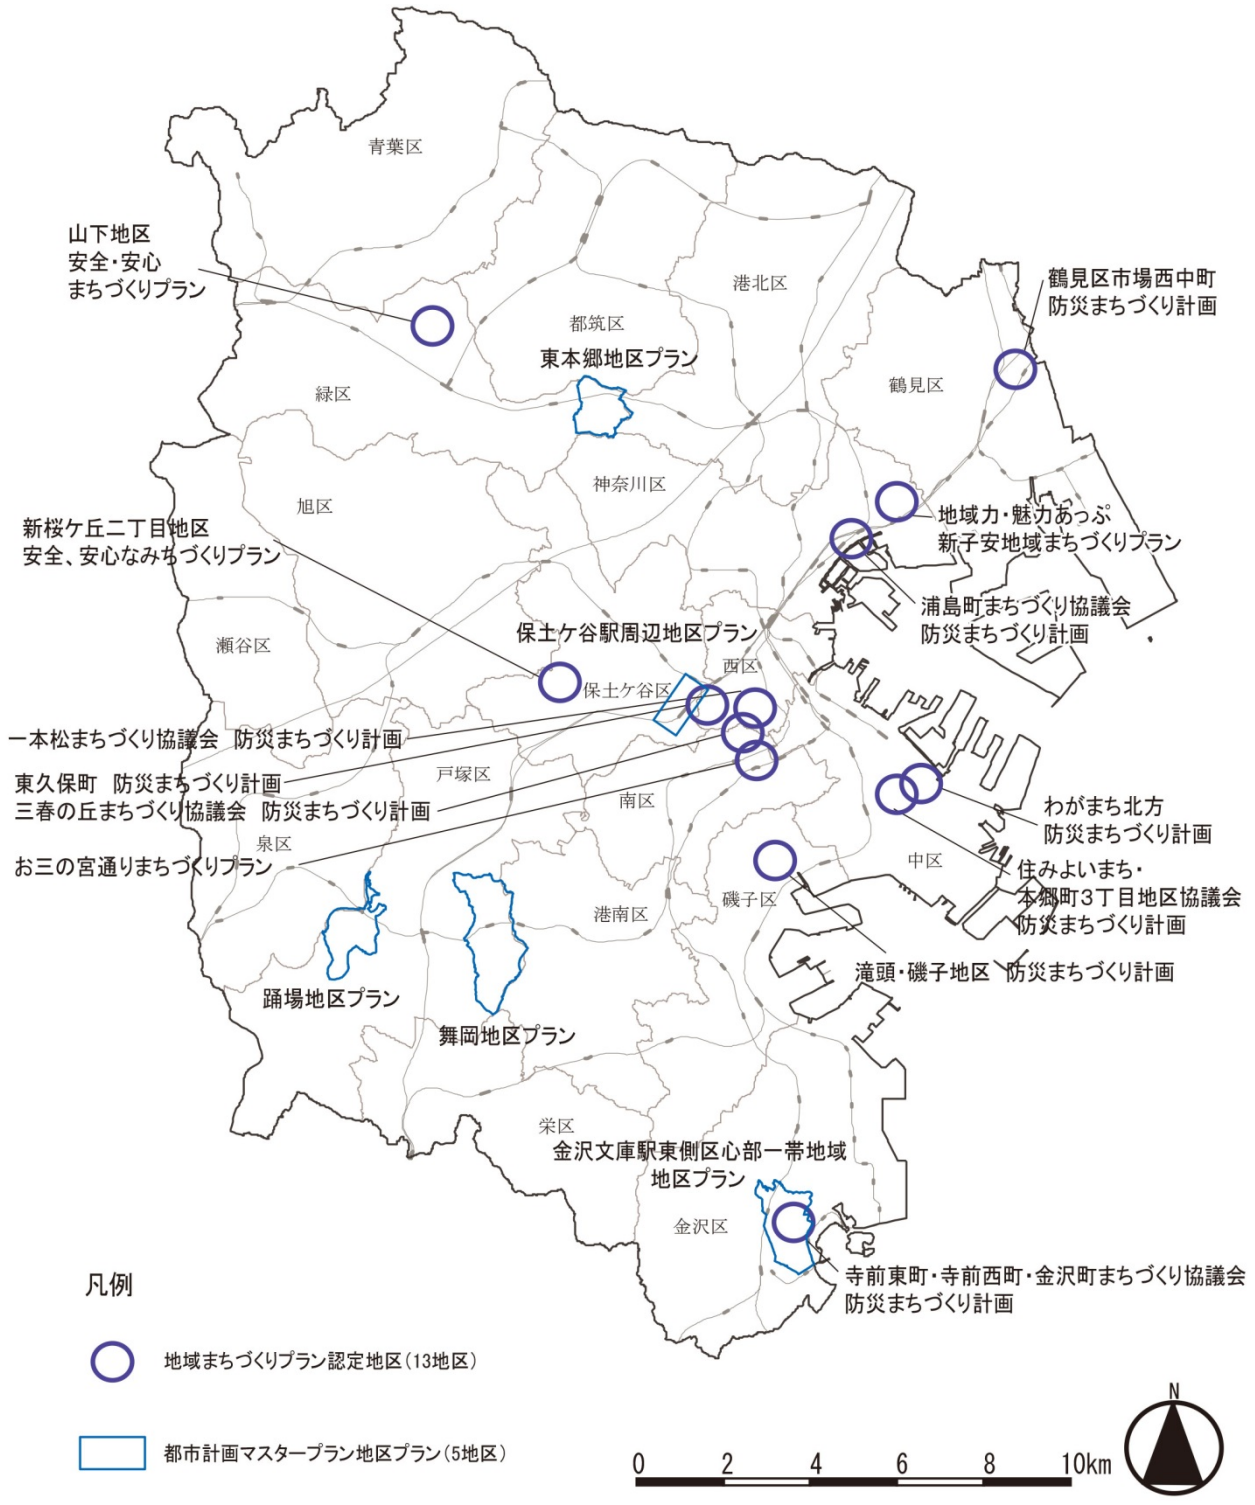 青葉区
山下地区
安全・安心
まちづくりプラン
港北区
鶴見区市場西中町
防災まちづくり計画
都筑区
東本郷地区プラン
鶴見区
緑区
神奈川区
旭区
新桜ケ丘二丁目地区
安全、安心なみちづくりプラン
地域力・魅力あっぷ
新子安地域まちづくりプラン
浦島町まちづくり協議会
防災まちづくり計画
瀬谷区
保土ケ谷駅周辺地区プラン
西区
保土ケ谷区
一本松まちづくり協議会 防災まちづくり計画
東久保町 防災まちづくり計画
三春の丘まちづくり協議会 防災まちづくり計画
戸塚区
南区
泉区
お三の宮通りまちづくりプラン
わがまち北方
防災まちづくり計画
中区
住みよいまち・
本郷町3丁目地区協議会
防災まちづくり計画
磯子区
港南区
滝頭・磯子地区 防災まちづくり計画
踊場地区プラン
舞岡地区プラン
栄区
金沢文庫駅東側区心部一帯地域
地区プラン
金沢区
寺前東町・寺前西町・金沢町まちづくり協議会
防災まちづくり計画
凡例
地域まちづくりプラン認定地区(13地区)
都市計画マスタープラン地区プラン(5地区)
0 2 4 6 8 10km
N